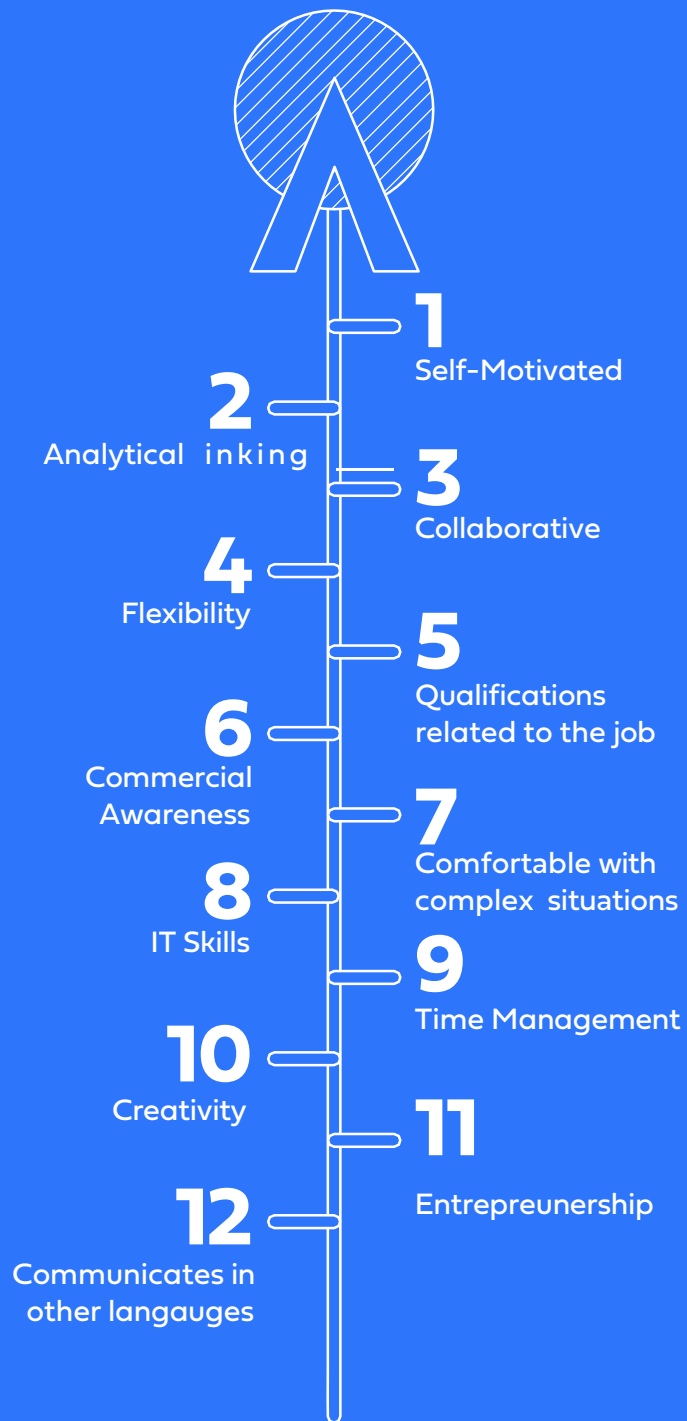 1
Self-Motivated
2
Analytical inking
3
Collaborative
4
Flexibility
5
Qualifications
related to the job
6
Commercial
Awareness
7
Comfortable with
complex situations
8
IT Skills
9
Time Management
10
Creativity
11
Entrepreunership
12
Communicates in
other langauges